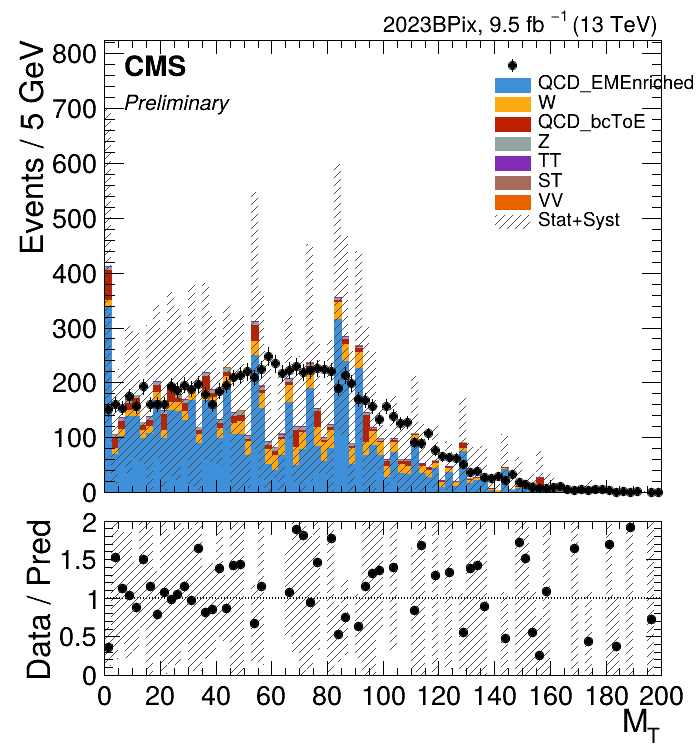 2023BPix, 9.5 fb⁻¹ (13 TeV)
Events / 5 GeV
800
700
600
500
400
300
200
100
0
CMS
Preliminary
QCD_EMEnriched
W
QCD_bcToE
Z
TT
ST
VV
Stat+Syst
Data / Pred
2
1.5
1
0.5
0
0 20 40 60 80 100 120 140 160 180 200
M_T